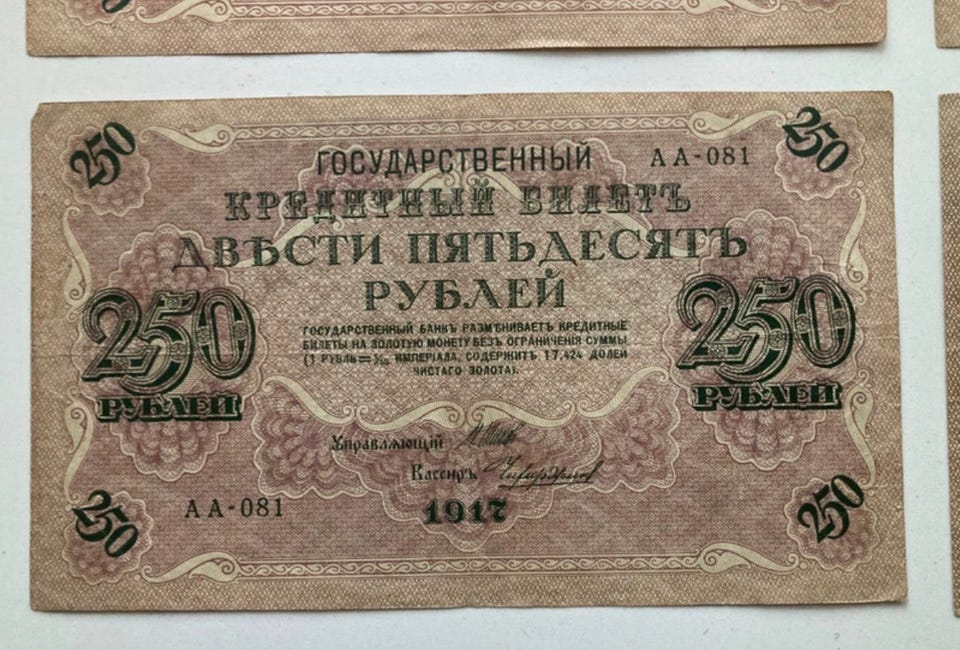 250
250
ГОСУДАРСТВЕННЫЙ
АА-081
КРЕДИТНЫЙ БИЛЕТЪ
ДВѢСТИ ПЯТЬДЕСЯТЪ
РУБЛЕЙ
250
РУБЛЕЙ
ГОСУДАРСТВЕННЫЙ БАНКЪ РАЗМѢНИВАЕТЪ КРЕДИТНЫЕ
БИЛЕТЫ НА ЗОЛОТУЮ МОНЕТУ БЕЗЪ ОГРАНИЧЕНІЯ СУММЫ
(1 РУБЛЬ = 1/15 ИМПЕРІАЛА, СОДЕРЖИТЪ 17,424 ДОЛЕЙ
ЧИСТАГО ЗОЛОТА).
250
РУБЛЕЙ
Управляющій
Кассиръ
АА-081
1917
250
250